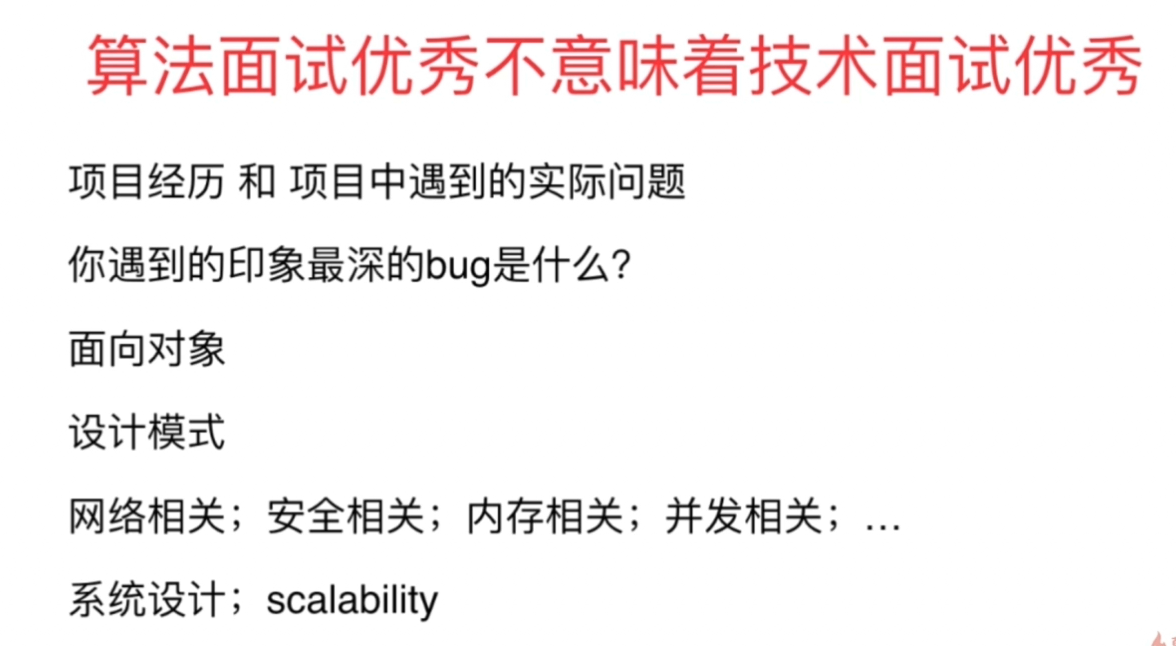 算法面试优秀不意味着技术面试优秀
项目经历 和 项目中遇到的实际问题
你遇到的印象最深的bug是什么？
面向对象
设计模式
网络相关；安全相关；内存相关；并发相关；…
系统设计；scalability